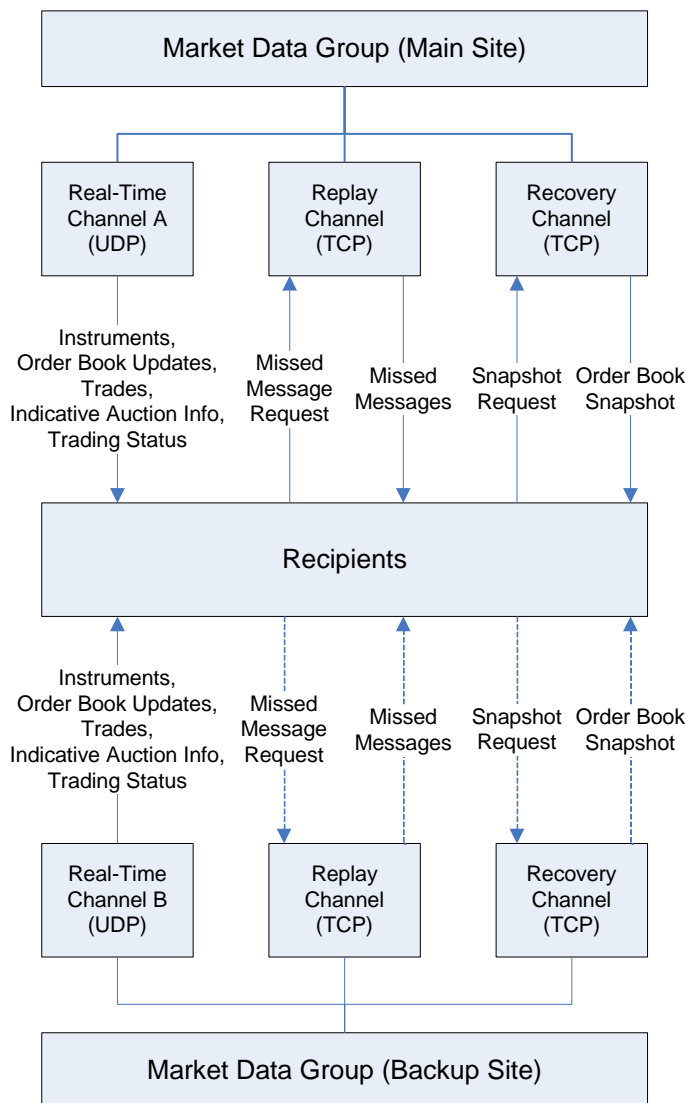 Market Data Group (Main Site)
Real-Time
Channel A
(UDP)
Replay
Channel
(TCP)
Recovery
Channel
(TCP)
Instruments,
Order Book Updates,
Trades,
Indicative Auction Info,
Trading Status
Missed
Message
Request
Missed
Messages
Snapshot
Request
Order Book
Snapshot
Recipients
Instruments,
Order Book Updates,
Trades,
Indicative Auction Info,
Trading Status
Missed
Message
Request
Missed
Messages
Snapshot
Request
Order Book
Snapshot
Real-Time
Channel B
(UDP)
Replay
Channel
(TCP)
Recovery
Channel
(TCP)
Market Data Group (Backup Site)